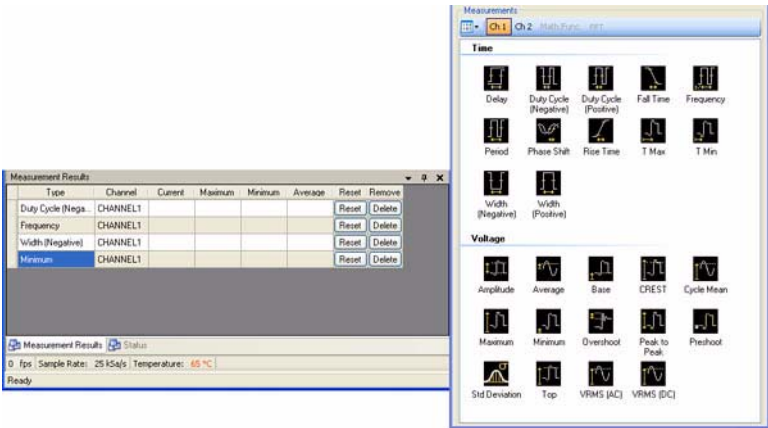 Measurement Results
Type Channel Current Maximum Minimum Average Reset Remove
Duty Cycle (Nega... CHANNEL1 Reset Delete
Frequency CHANNEL1 Reset Delete
Width (Negative) CHANNEL1 Reset Delete
Minimum CHANNEL1 Reset Delete
Measurement Results Status
0 fps Sample Rate: 25 kSa/s Temperature: 65 °C
Ready
Measurements
Ch 1 Ch 2 Math/Func. FFT
Time
Delay Duty Cycle (Negative) Duty Cycle (Positive) Fall Time Frequency
Period Phase Shift Rise Time T Max T Min
Width (Negative) Width (Positive)
Voltage
Amplitude Average Base CREST Cycle Mean
Maximum Minimum Overshoot Peak to Peak Preshoot
Std Deviation Top VRMS (AC) VRMS (DC)